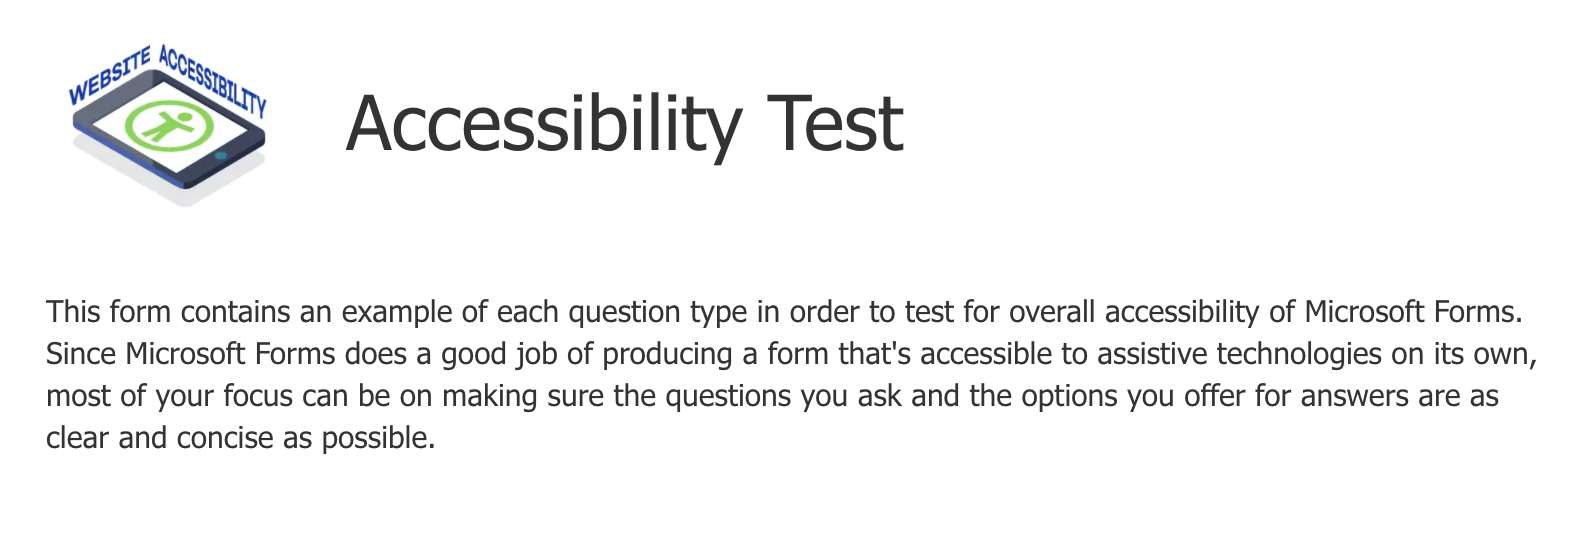 WEBSITE ACCESSIBILITY
Accessibility Test
This form contains an example of each question type in order to test for overall accessibility of Microsoft Forms.
Since Microsoft Forms does a good job of producing a form that's accessible to assistive technologies on its own,
most of your focus can be on making sure the questions you ask and the options you offer for answers are as
clear and concise as possible.